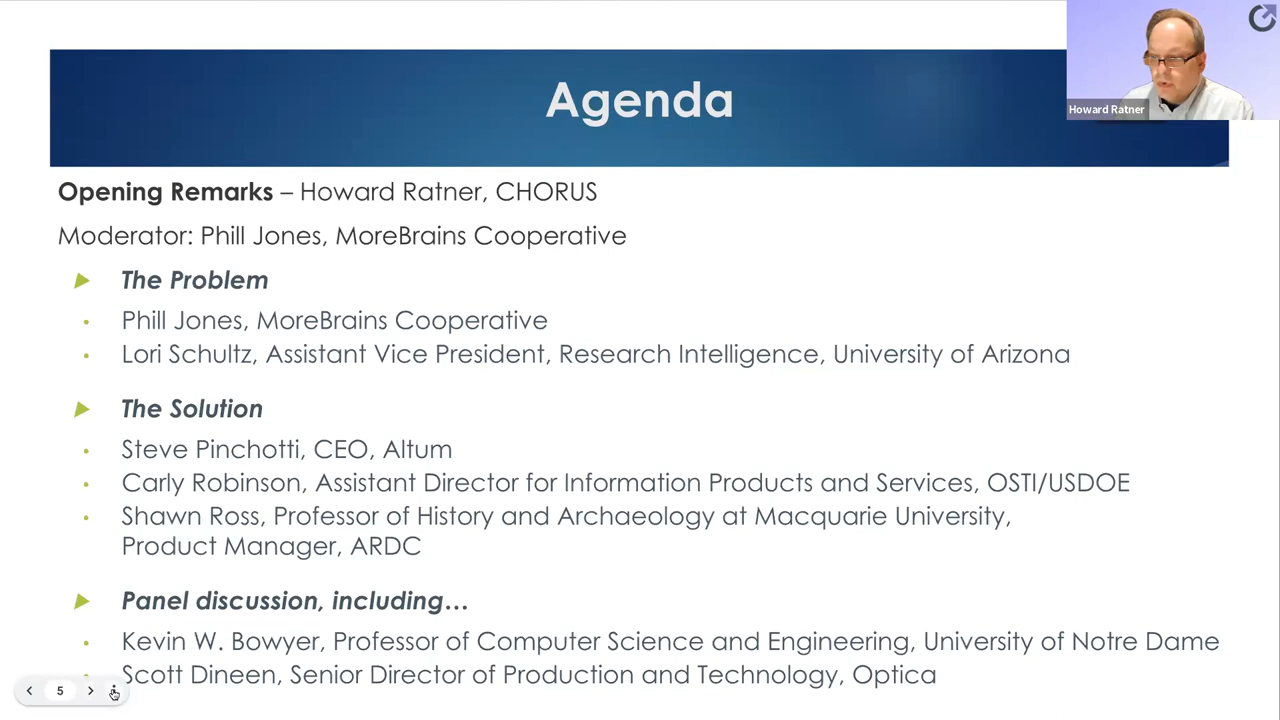 Agenda
Howard Ratner
Opening Remarks – Howard Ratner, CHORUS
Moderator: Phill Jones, MoreBrains Cooperative
The Problem
Phill Jones, MoreBrains Cooperative
Lori Schultz, Assistant Vice President, Research Intelligence, University of Arizona
The Solution
Steve Pinchotti, CEO, Altum
Carly Robinson, Assistant Director for Information Products and Services, OSTI/USDOE
Shawn Ross, Professor of History and Archaeology at Macquarie University,
Product Manager, ARDC
Panel discussion, including…
Kevin W. Bowyer, Professor of Computer Science and Engineering, University of Notre Dame
Scott Dineen, Senior Director of Production and Technology, Optica
5